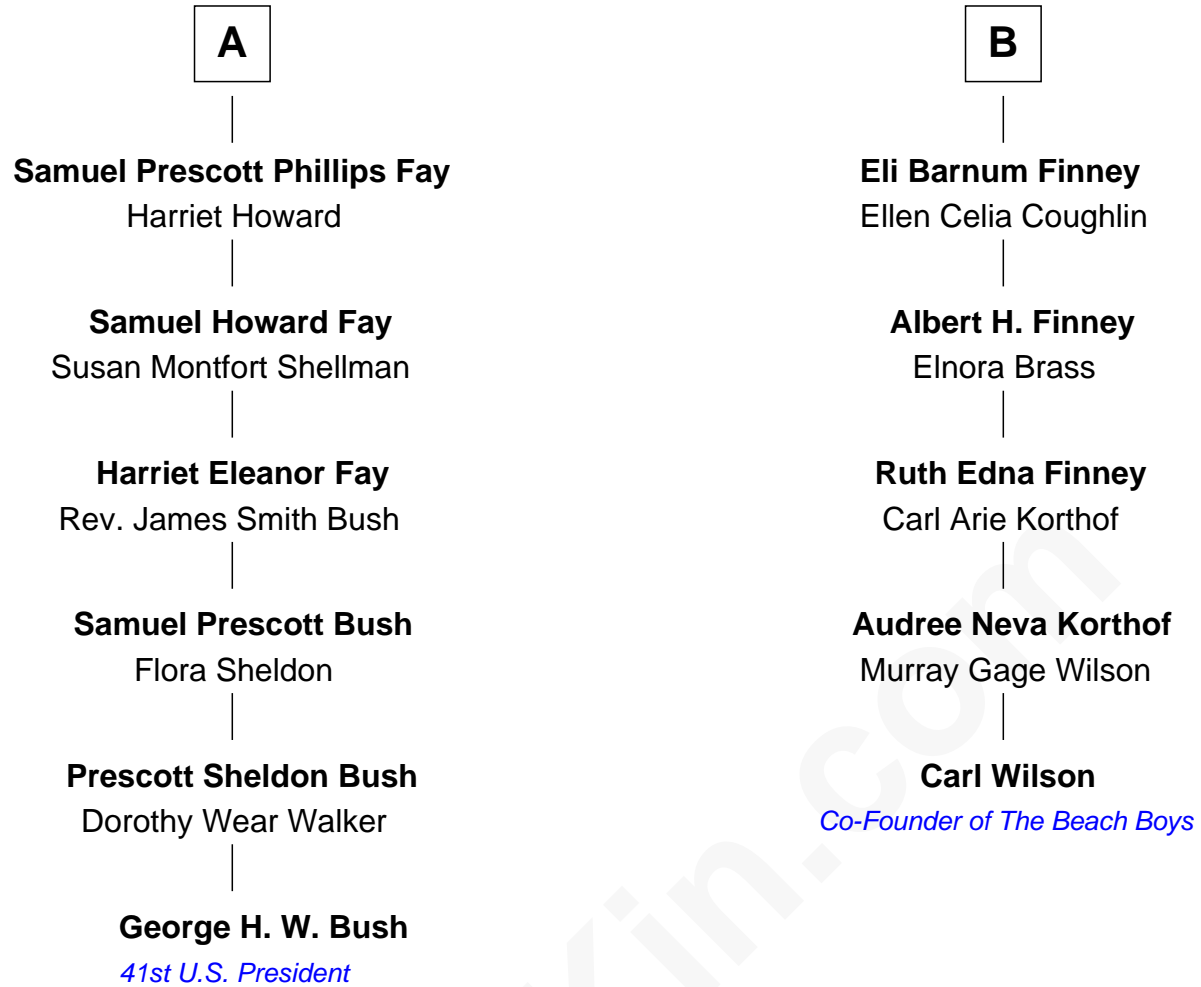 A
Samuel Prescott Phillips Fay
Harriet Howard
Samuel Howard Fay
Susan Montfort Shellman
Harriet Eleanor Fay
Rev. James Smith Bush
Samuel Prescott Bush
Flora Sheldon
Prescott Sheldon Bush
Dorothy Wear Walker
George H. W. Bush
41st U.S. President
B
Eli Barnum Finney
Ellen Celia Coughlin
Albert H. Finney
Elnora Brass
Ruth Edna Finney
Carl Arie Korthof
Audree Neva Korthof
Murray Gage Wilson
Carl Wilson
Co-Founder of The Beach Boys